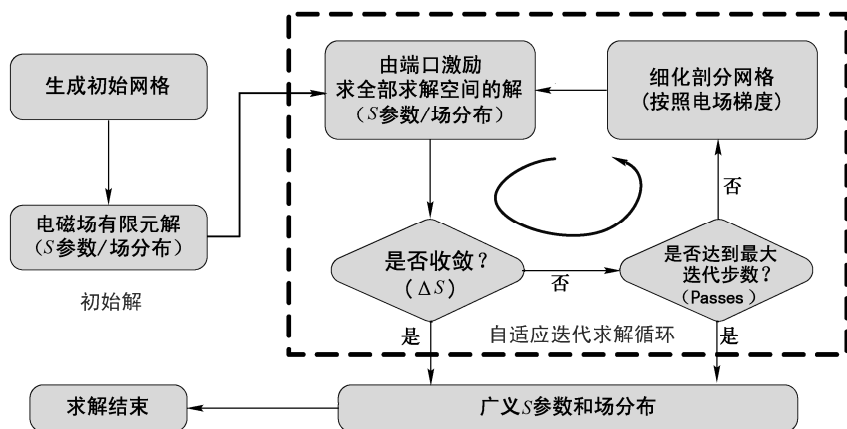 生成初始网格
电磁场有限元解
（S参数/场分布）
初始解
由端口激励
求全部求解空间的解
（S参数/场分布）
细化剖分网格
(按照电场梯度)
否
是否收敛？
（ΔS）
否
是否达到最大
迭代步数？
（Passes）
是
自适应迭代求解循环
是
求解结束
广义S参数和场分布